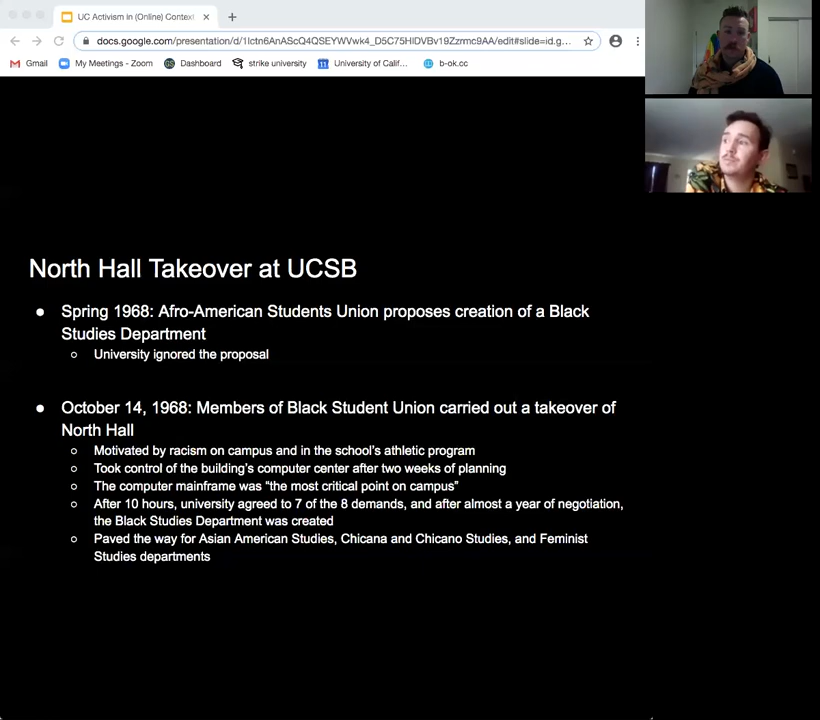 UC Activism In (Online) Contex
docs.google.com/presentation/d/1Ictn6AnAScQ4QSEYWVwk4_D5C75HIDVBv19Zzrmc9AA/edit#slide=id.g...
Gmail My Meetings - Zoom Dashboard strike university University of Calif... b-ok.cc
North Hall Takeover at UCSB
● Spring 1968: Afro-American Students Union proposes creation of a Black
Studies Department
○ University ignored the proposal
● October 14, 1968: Members of Black Student Union carried out a takeover of
North Hall
○ Motivated by racism on campus and in the school's athletic program
○ Took control of the building's computer center after two weeks of planning
○ The computer mainframe was “the most critical point on campus”
○ After 10 hours, university agreed to 7 of the 8 demands, and after almost a year of negotiation,
the Black Studies Department was created
○ Paved the way for Asian American Studies, Chicana and Chicano Studies, and Feminist
Studies departments